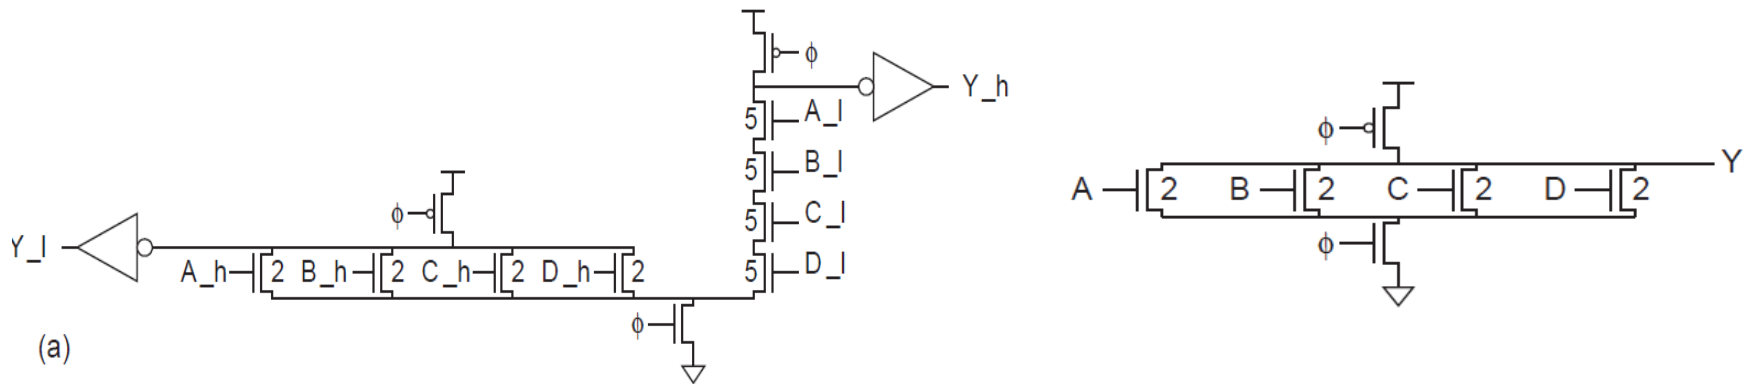 ϕ
Y_h
5 A_l
5 B_l
5 C_l
5 D_l
ϕ
Y_l
A_h 2 B_h 2 C_h 2 D_h 2
ϕ
(a)
ϕ
Y
A 2 B 2 C 2 D 2
ϕ